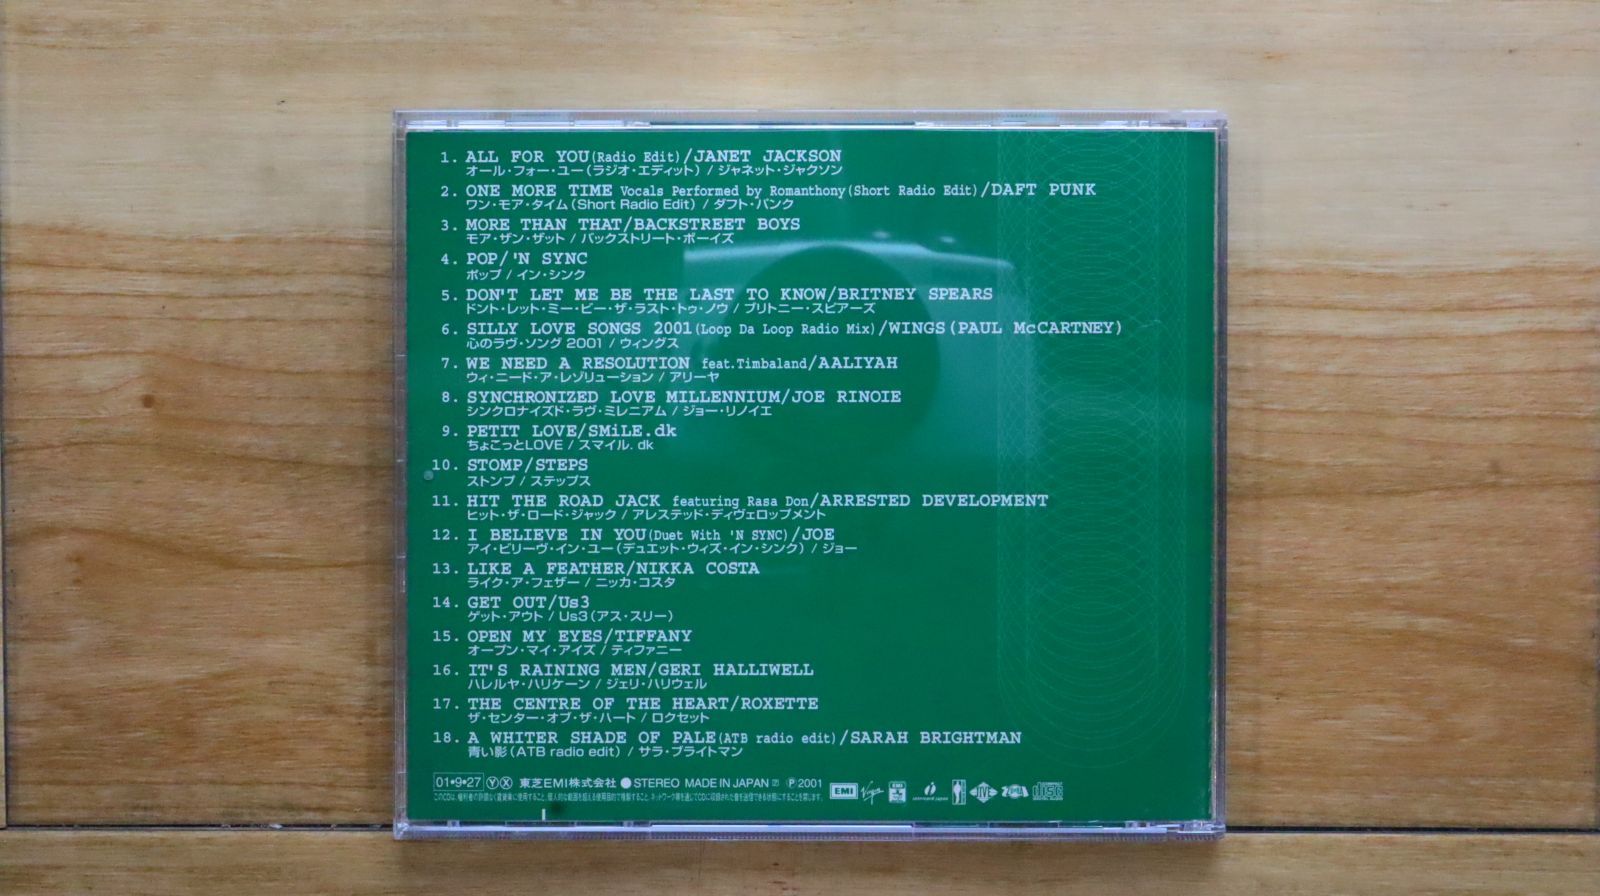 1. ALL FOR YOU(Radio Edit)/JANET JACKSON
オール・フォー・ユー(ラジオ・エディット) / ジャネット・ジャクソン
2. ONE MORE TIME Vocals Performed by Romanthony(Short Radio Edit)/DAFT PUNK
ワン・モア・タイム(Short Radio Edit) / ダフト・パンク
3. MORE THAN THAT/BACKSTREET BOYS
モア・ザン・ザット / バックストリート・ボーイズ
4. POP/'N SYNC
ポップ / イン・シンク
5. DON'T LET ME BE THE LAST TO KNOW/BRITNEY SPEARS
ドント・レット・ミー・ビー・ザ・ラスト・トゥ・ノウ / ブリトニー・スピアーズ
6. SILLY LOVE SONGS 2001(Loop Da Loop Radio Mix)/WINGS(PAUL McCARTNEY)
心のラヴ・ソング 2001 / ウィングス
7. WE NEED A RESOLUTION feat.Timbaland/AALIYAH
ウィ・ニード・ア・レゾリューション / アリーヤ
8. SYNCHRONIZED LOVE MILLENNIUM/JOE RINOIE
シンクロナイズド・ラヴ・ミレニアム / ジョー・リノイエ
9. PETIT LOVE/SMiLE.dk
ちょこっとLOVE / スマイル. dk
10. STOMP/STEPS
ストンプ / ステップス
11. HIT THE ROAD JACK featuring Rasa Don/ARRESTED DEVELOPMENT
ヒット・ザ・ロード・ジャック / アレステッド・ディヴェロップメント
12. I BELIEVE IN YOU(Duet With 'N SYNC)/JOE
アイ・ビリーヴ・イン・ユー(デュエット・ウィズ・イン・シンク) / ジョー
13. LIKE A FEATHER/NIKKA COSTA
ライク・ア・フェザー / ニッカ・コスタ
14. GET OUT/Us3
ゲット・アウト / Us3(アス・スリー)
15. OPEN MY EYES/TIFFANY
オープン・マイ・アイズ / ティファニー
16. IT'S RAINING MEN/GERI HALLIWELL
ハレルヤ・ハリケーン / ジェリ・ハリウェル
17. THE CENTRE OF THE HEART/ROXETTE
ザ・センター・オブ・ザ・ハート / ロクセット
18. A WHITER SHADE OF PALE(ATB radio edit)/SARAH BRIGHTMAN
青い影(ATB radio edit) / サラ・ブライトマン
01•9•27 ⓎⓍ 東芝EMI株式会社 ●STEREO MADE IN JAPAN ℗2001 EMI Virgin EMI JIVE disc